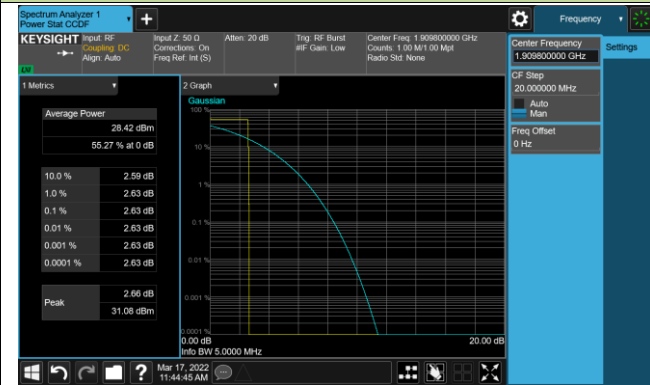 Spectrum Analyzer 1
Power Stat CCDF
Frequency
KEYSIGHT
Input: RF
Coupling: DC
Align: Auto
Input Z: 50 Ω
Corrections: On
Freq Ref: Int (S)
Atten: 20 dB
Trig: RF Burst
#IF Gain: Low
Center Freq: 1.909800000 GHz
Counts: 1.00 M/1.00 Mpt
Radio Std: None
Center Frequency
1.909800000 GHz
Settings
CF Step
20.000000 MHz
Auto
Man
Freq Offset
0 Hz
1 Metrics
2 Graph
Average Power
28.42 dBm
55.27 % at 0 dB
10.0 % 2.59 dB
1.0 % 2.63 dB
0.1 % 2.63 dB
0.01 % 2.63 dB
0.001 % 2.63 dB
0.0001 % 2.63 dB
Peak
2.66 dB
31.08 dBm
Gaussian
100 %
10 %
1 %
0.1 %
0.01 %
0.001 %
0.0001 %
0.00 dB
20.00 dB
Info BW 5.0000 MHz
Mar 17, 2022
11:44:45 AM